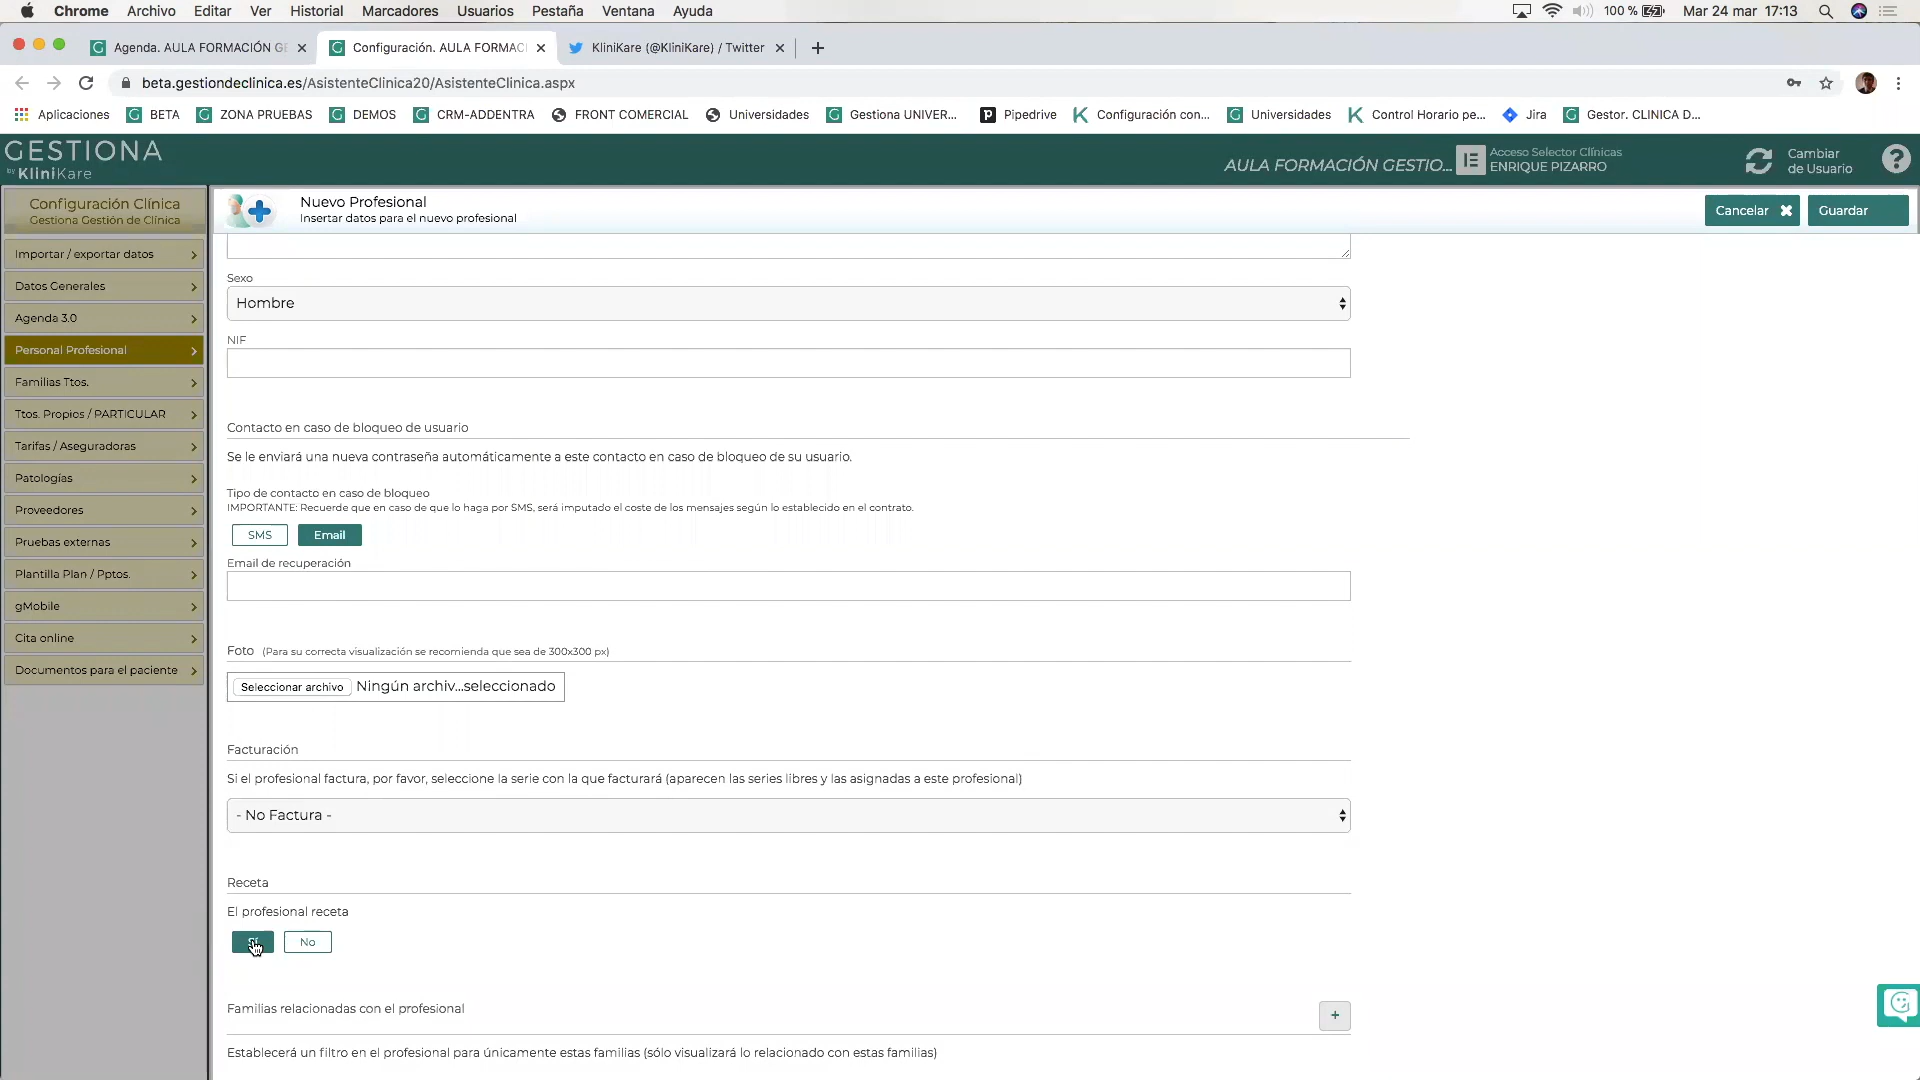 Chrome Archivo Editar Ver Historial Marcadores Usuarios Pestaña Ventana Ayuda 100 % Mar 24 mar 17:13
Agenda. AULA FORMACIÓN GE
Configuración. AULA FORMAC
KliniKare (@KliniKare) / Twitter
beta.gestiondeclinica.es/AsistenteClinica20/AsistenteClinica.aspx
Aplicaciones BETA ZONA PRUEBAS DEMOS CRM-ADDENTRA FRONT COMERCIAL Universidades Gestiona UNIVER... Pipedrive Configuración con... Universidades Control Horario pe... Jira Gestor. CLINICA D...
GESTIONA
by KliniKare
AULA FORMACIÓN GESTIO...
Acceso Selector Clínicas
ENRIQUE PIZARRO
Cambiar
de Usuario
?
Configuración Clínica
Gestiona Gestión de Clínica
Importar / exportar datos
Datos Generales
Agenda 3.0
Personal Profesional
Familias Ttos.
Ttos. Propios / PARTICULAR
Tarifas / Aseguradoras
Patologías
Proveedores
Pruebas externas
Plantilla Plan / Pptos.
gMobile
Cita online
Documentos para el paciente
Nuevo Profesional
Insertar datos para el nuevo profesional
Cancelar
Guardar
Sexo
Hombre
NIF
Contacto en caso de bloqueo de usuario
Se le enviará una nueva contraseña automáticamente a este contacto en caso de bloqueo de su usuario.
Tipo de contacto en caso de bloqueo
IMPORTANTE: Recuerde que en caso de que lo haga por SMS, será imputado el coste de los mensajes según lo establecido en el contrato.
SMS Email
Email de recuperación
Foto (Para su correcta visualización se recomienda que sea de 300x300 px)
Seleccionar archivo Ningún archiv...seleccionado
Facturación
Si el profesional factura, por favor, seleccione la serie con la que facturará (aparecen las series libres y las asignadas a este profesional)
- No Factura -
Receta
El profesional receta
No
Familias relacionadas con el profesional
+
Establecerá un filtro en el profesional para únicamente estas familias (sólo visualizará lo relacionado con estas familias)